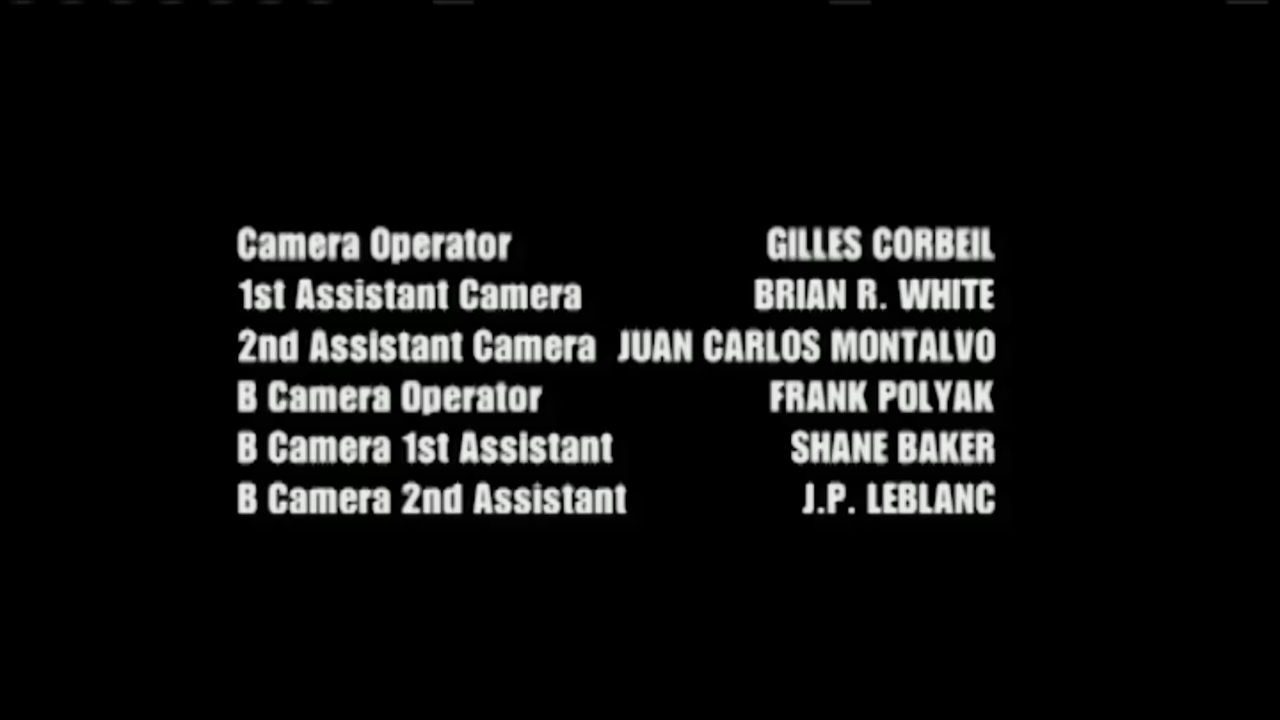 Camera Operator GILLES CORBEIL
1st Assistant Camera BRIAN R. WHITE
2nd Assistant Camera JUAN CARLOS MONTALVO
B Camera Operator FRANK POLYAK
B Camera 1st Assistant SHANE BAKER
B Camera 2nd Assistant J.P. LEBLANC